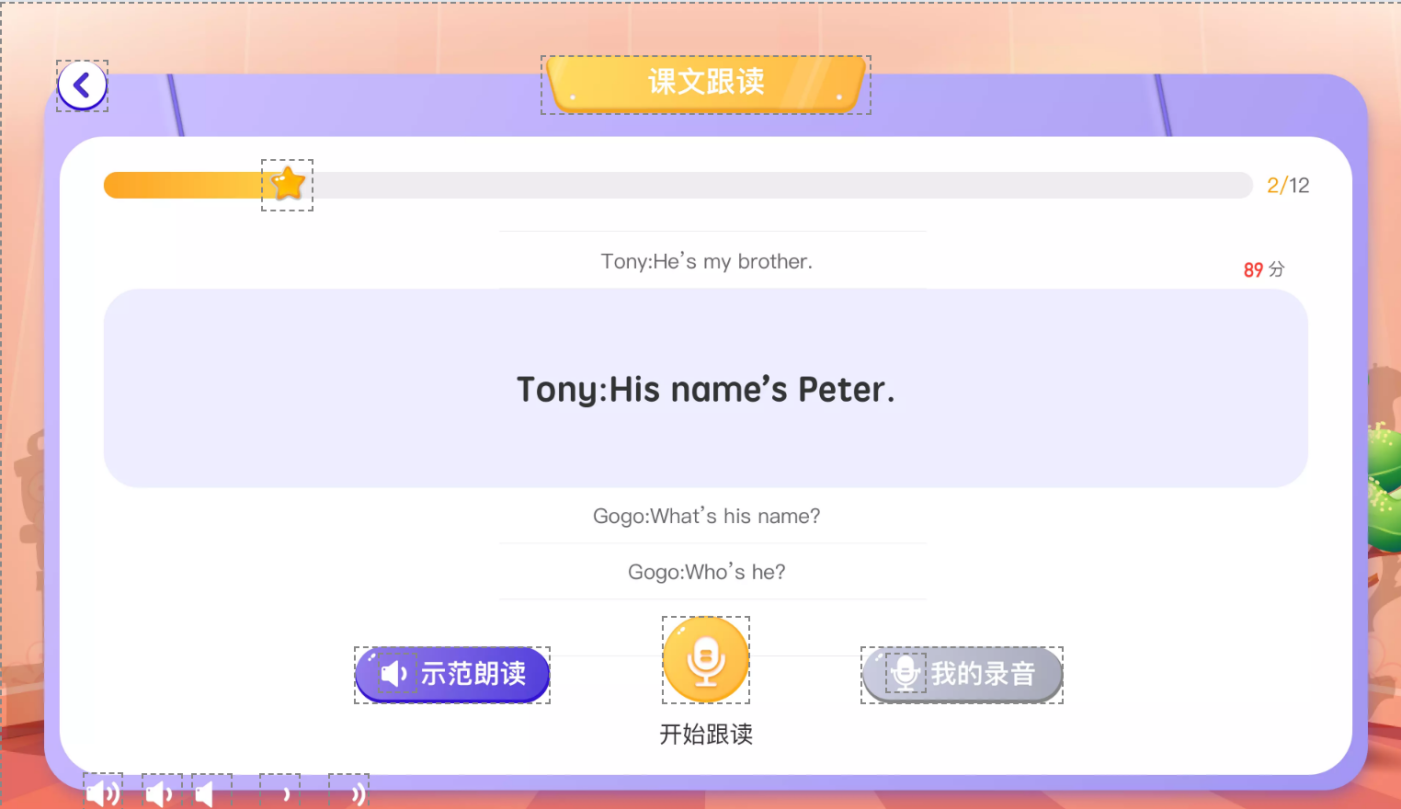 课文跟读
2/12
Tony:He's my brother.
89 分
Tony:His name's Peter.
Gogo:What's his name?
Gogo:Who's he?
示范朗读
我的录音
开始跟读